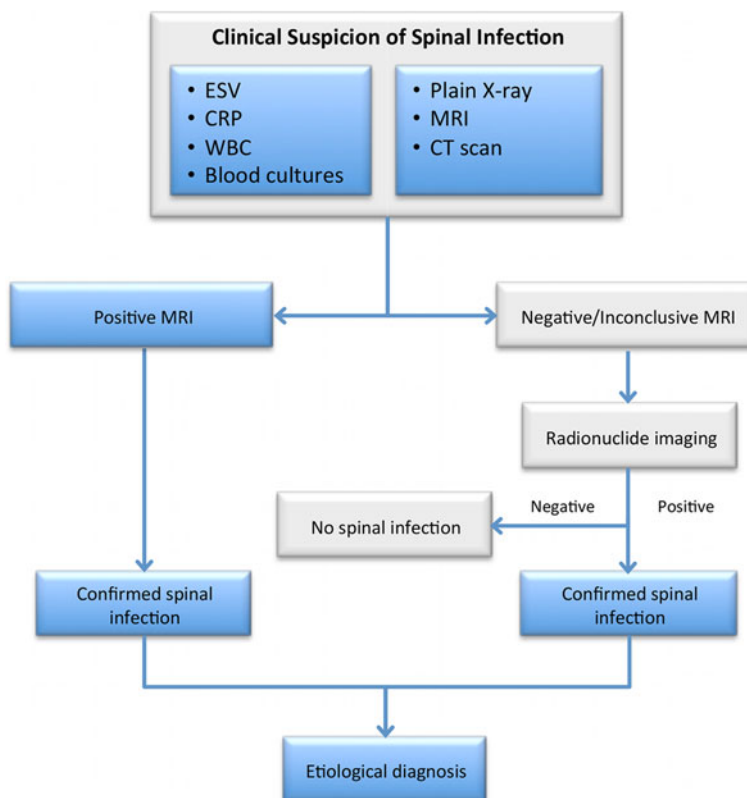 Clinical Suspicion of Spinal Infection
• ESV
• CRP
• WBC
• Blood cultures
• Plain X-ray
• MRI
• CT scan
Positive MRI
Negative/Inconclusive MRI
Radionuclide imaging
Negative
Positive
No spinal infection
Confirmed spinal
infection
Confirmed spinal
infection
Etiological diagnosis